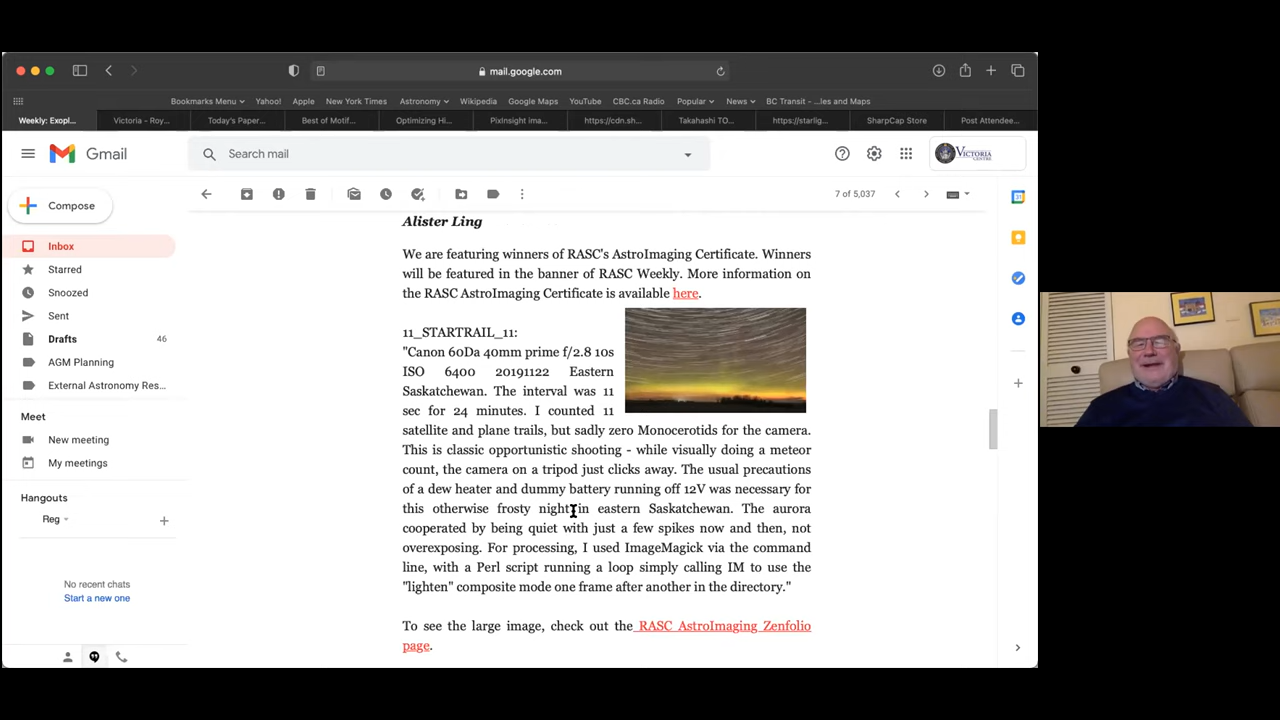 mail.google.com
Bookmarks Menu
Yahoo!
Apple
New York Times
Astronomy
Wikipedia
Google Maps
YouTube
CBC.ca Radio
Popular
News
BC Transit - ...les and Maps
Weekly: Exopl...
Victoria - Roy...
Today's Paper...
Best of Motif...
Optimizing Hi...
PixInsight ima...
https://cdn.sh...
Takahashi TO...
https://starlig...
SharpCap Store
Post Attendee...
Gmail
Search mail
VICTORIA
CENTRE
Compose
7 of 5,037
Inbox
Starred
Snoozed
Sent
Drafts 46
AGM Planning
External Astronomy Res...
Meet
New meeting
My meetings
Hangouts
Reg
No recent chats
Start a new one
Alister Ling
We are featuring winners of RASC's AstroImaging Certificate. Winners
will be featured in the banner of RASC Weekly. More information on
the RASC AstroImaging Certificate is available here.
11_STARTRAIL_11:
"Canon 60Da 40mm prime f/2.8 10s
ISO 6400 20191122 Eastern
Saskatchewan. The interval was 11
sec for 24 minutes. I counted 11
satellite and plane trails, but sadly zero Monocerotids for the camera.
This is classic opportunistic shooting - while visually doing a meteor
count, the camera on a tripod just clicks away. The usual precautions
of a dew heater and dummy battery running off 12V was necessary for
this otherwise frosty night in eastern Saskatchewan. The aurora
cooperated by being quiet with just a few spikes now and then, not
overexposing. For processing, I used ImageMagick via the command
line, with a Perl script running a loop simply calling IM to use the
"lighten" composite mode one frame after another in the directory."
To see the large image, check out the RASC AstroImaging Zenfolio
page.